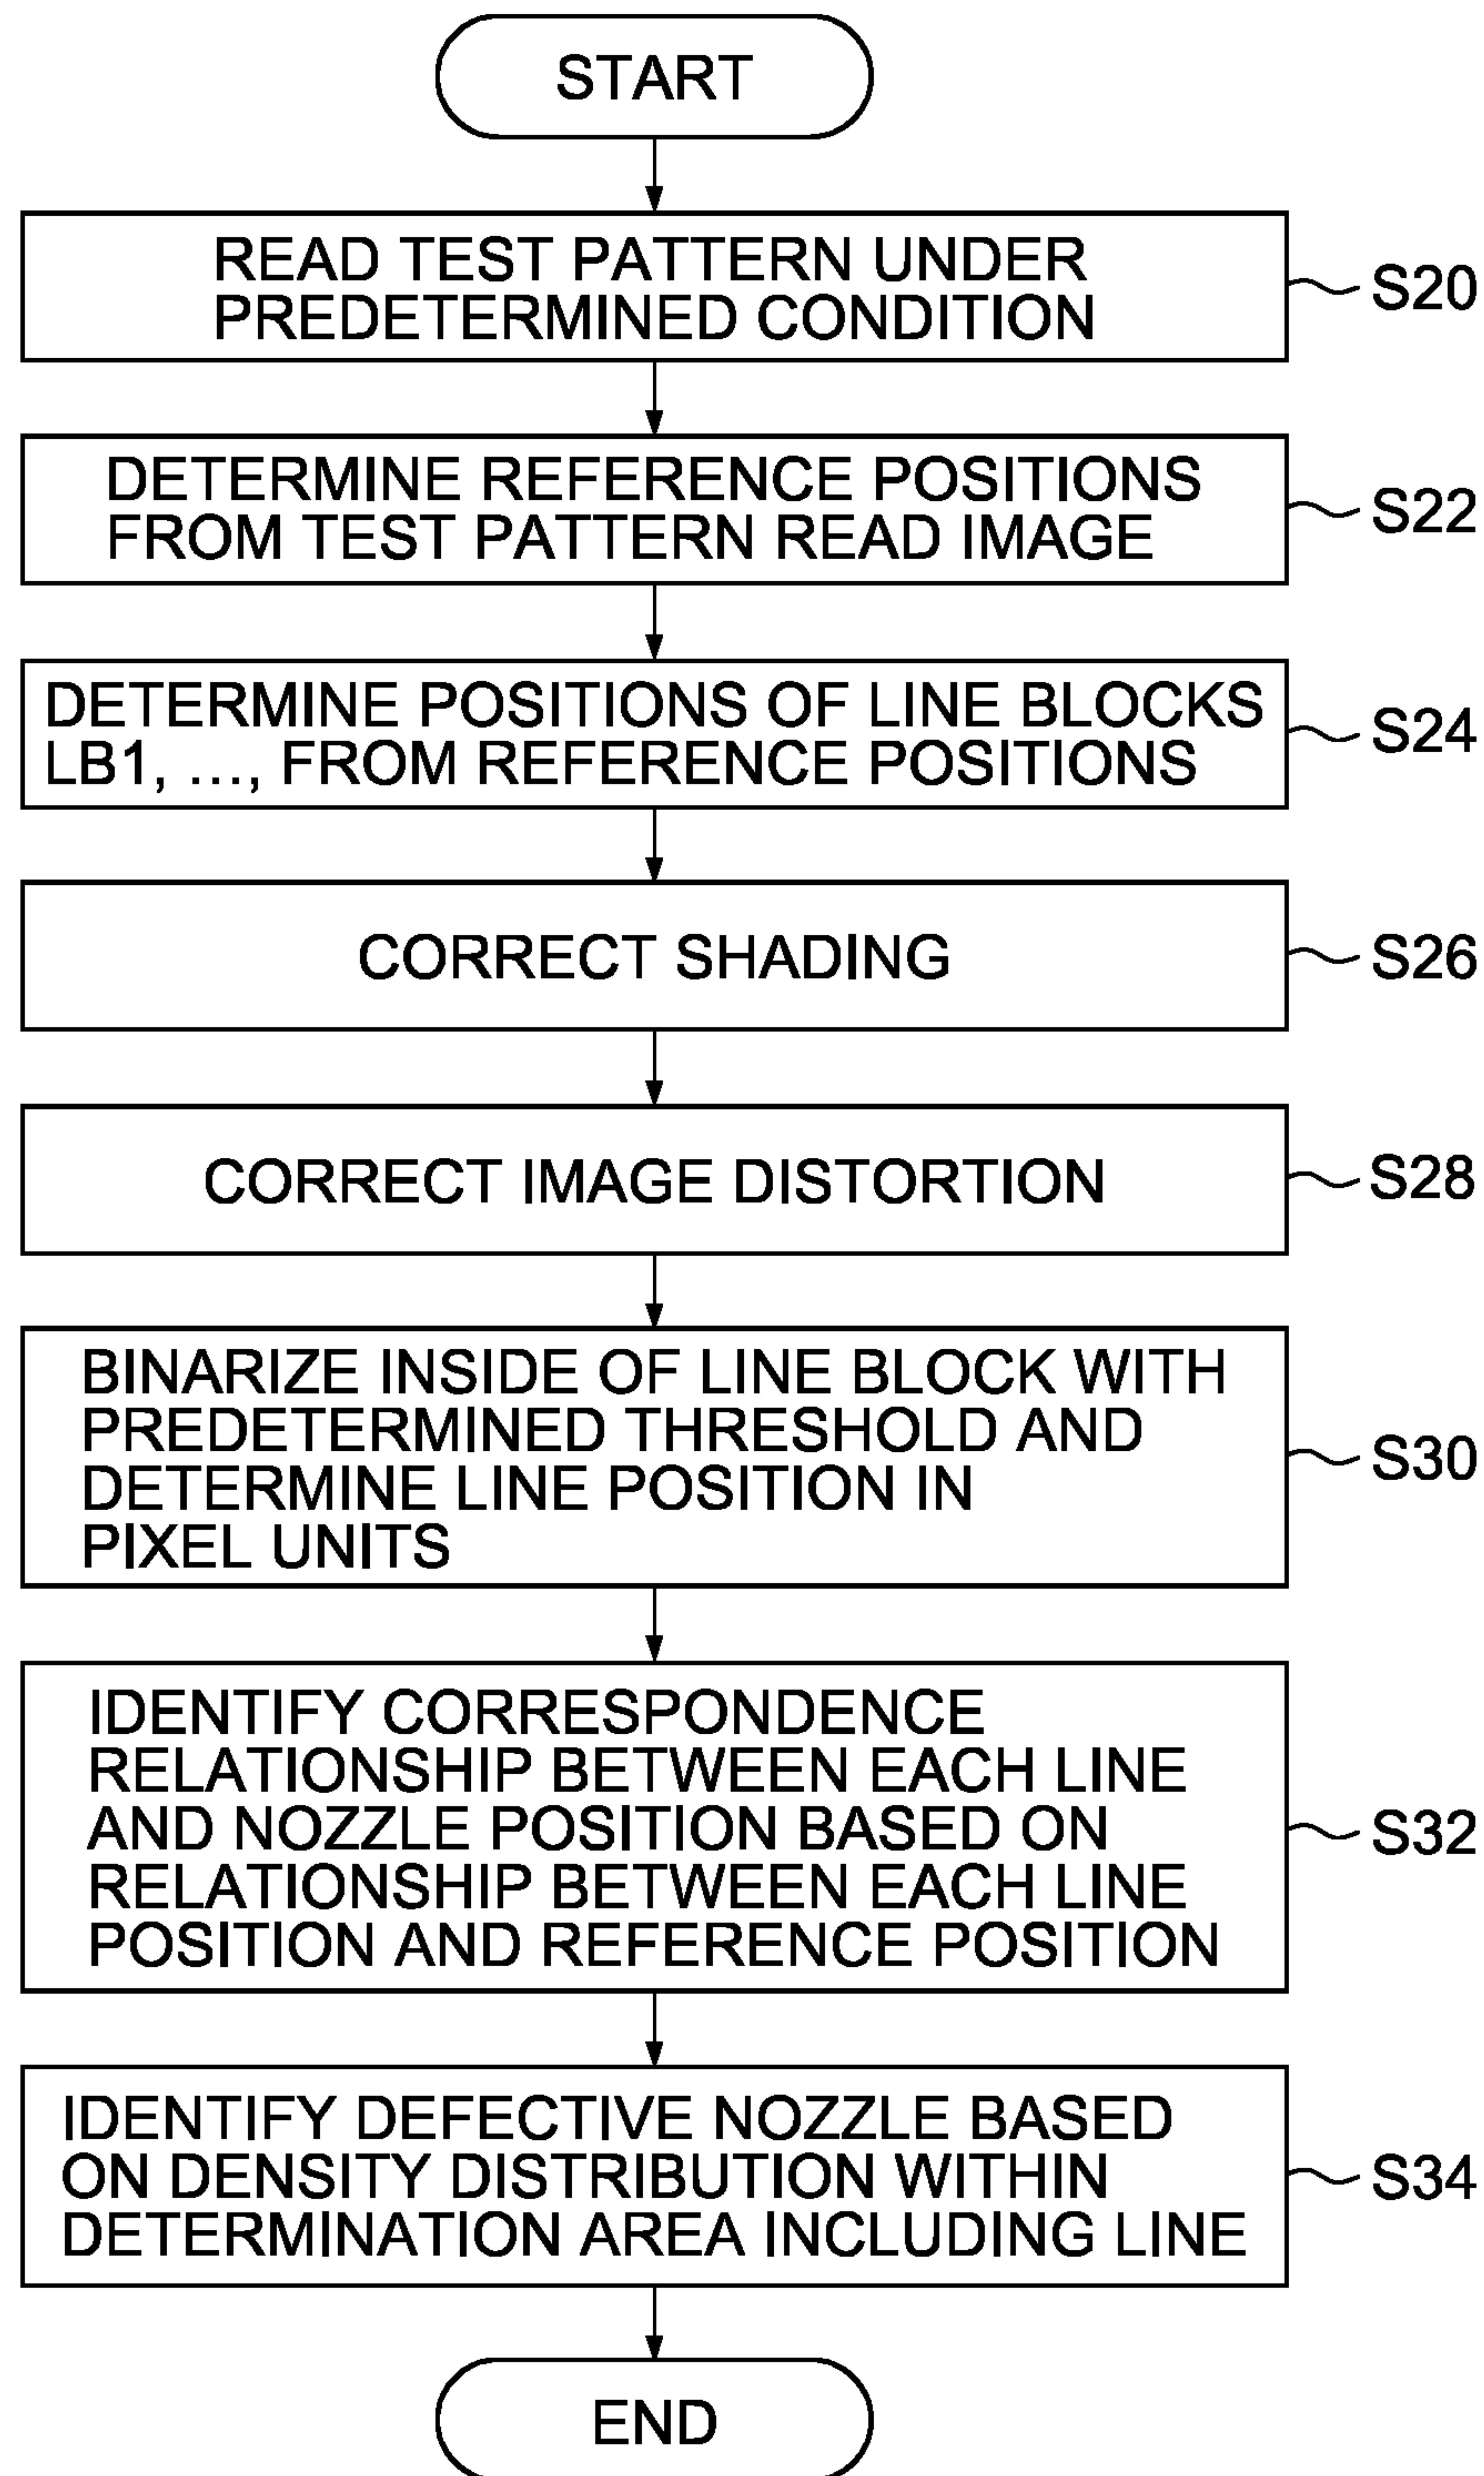 START
READ TEST PATTERN UNDER
PREDETERMINED CONDITION
S20
DETERMINE REFERENCE POSITIONS
FROM TEST PATTERN READ IMAGE
S22
DETERMINE POSITIONS OF LINE BLOCKS
LB1, ..., FROM REFERENCE POSITIONS
S24
CORRECT SHADING
S26
CORRECT IMAGE DISTORTION
S28
BINARIZE INSIDE OF LINE BLOCK WITH
PREDETERMINED THRESHOLD AND
DETERMINE LINE POSITION IN
PIXEL UNITS
S30
IDENTIFY CORRESPONDENCE
RELATIONSHIP BETWEEN EACH LINE
AND NOZZLE POSITION BASED ON
RELATIONSHIP BETWEEN EACH LINE
POSITION AND REFERENCE POSITION
S32
IDENTIFY DEFECTIVE NOZZLE BASED
ON DENSITY DISTRIBUTION WITHIN
DETERMINATION AREA INCLUDING LINE
S34
END